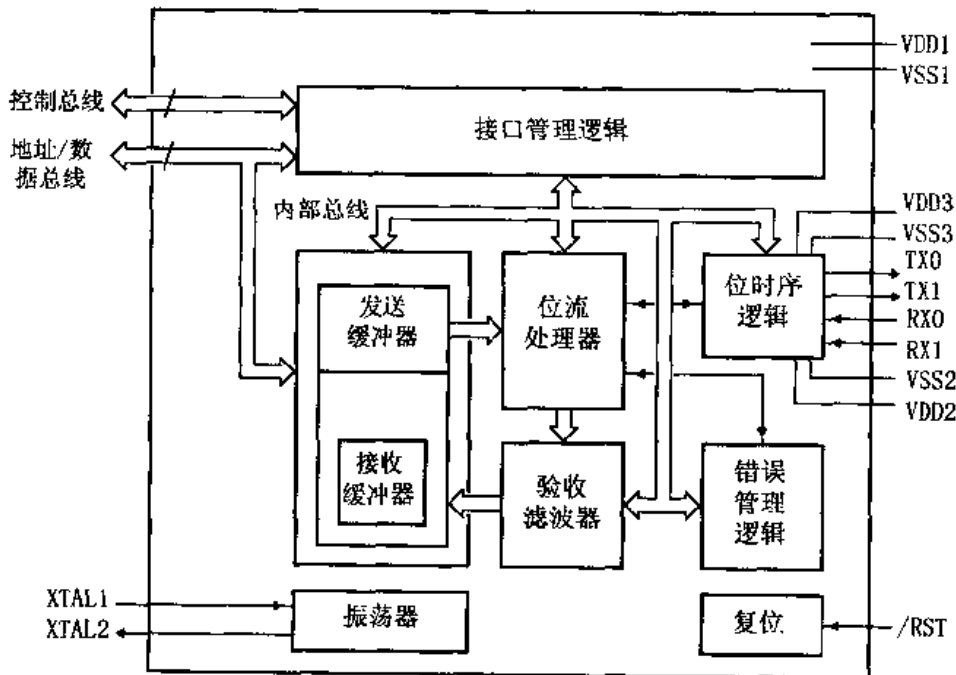 VDD1
VSS1
控制总线
接口管理逻辑
地址/数
据总线
内部总线
VDD3
VSS3
TX0
TX1
RX0
RX1
VSS2
VDD2
发送
缓冲器
位流
处理器
位时序
逻辑
接收
缓冲器
验收
滤波器
错误
管理
逻辑
XTAL1
XTAL2
振荡器
复位
/RST